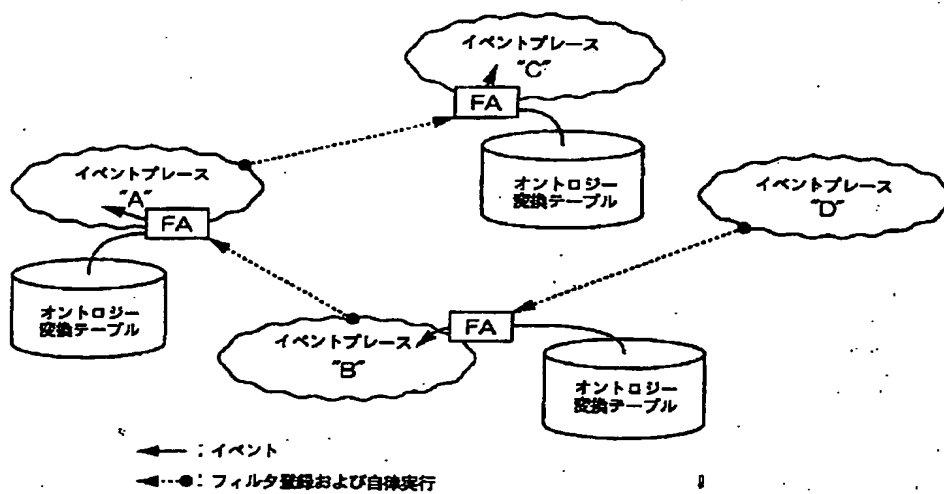 イベントプレース
"C"
FA
オントロジー
変換テーブル
イベントプレース
"A"
FA
オントロジー
変換テーブル
イベントプレース
"D"
イベントプレース
"B"
FA
オントロジー
変換テーブル
：イベント
：フィルタ登録および自律実行